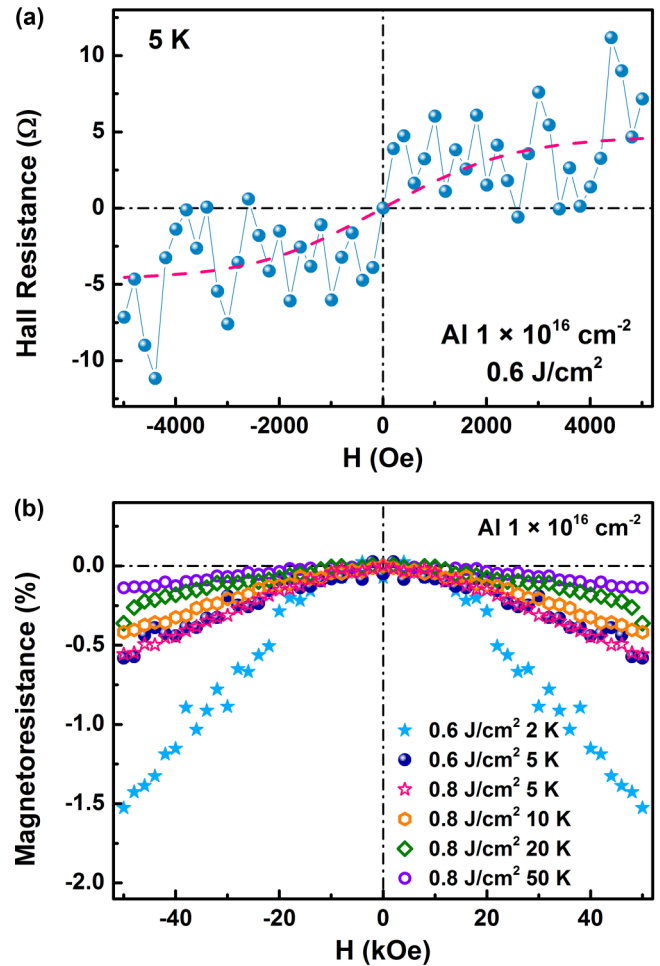 (a)
5 K
10
5
0
-5
-10
Hall Resistance (Ω)
Al 1 × 10¹⁶ cm⁻²
0.6 J/cm²
-4000 -2000 0 2000 4000
H (Oe)
(b)
Al 1 × 10¹⁶ cm⁻²
0.0
-0.5
-1.0
-1.5
-2.0
Magnetoresistance (%)
0.6 J/cm² 2 K
0.6 J/cm² 5 K
0.8 J/cm² 5 K
0.8 J/cm² 10 K
0.8 J/cm² 20 K
0.8 J/cm² 50 K
-40 -20 0 20 40
H (kOe)